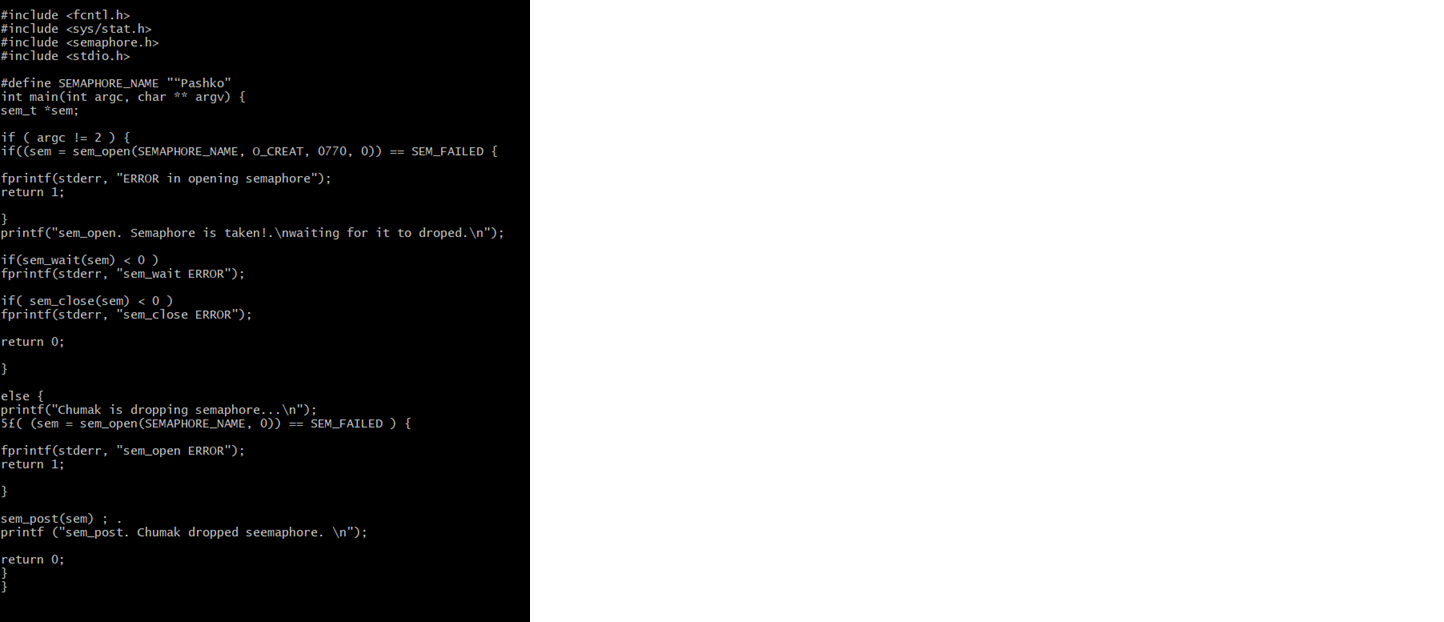 #include <fcntl.h>
#include <sys/stat.h>
#include <semaphore.h>
#include <stdio.h>
#define SEMAPHORE_NAME "“Pashko"
int main(int argc, char ** argv) {
sem_t *sem;
if ( argc != 2 ) {
if((sem = sem_open(SEMAPHORE_NAME, O_CREAT, 0770, 0)) == SEM_FAILED {
fprintf(stderr, "ERROR in opening semaphore");
return 1;
}
printf("sem_open. Semaphore is taken!.\nwaiting for it to droped.\n");
if(sem_wait(sem) < 0 )
fprintf(stderr, "sem_wait ERROR");
if( sem_close(sem) < 0 )
fprintf(stderr, "sem_close ERROR");
return 0;
}
else {
printf("Chumak is dropping semaphore...\n");
5£( (sem = sem_open(SEMAPHORE_NAME, 0)) == SEM_FAILED ) {
fprintf(stderr, "sem_open ERROR");
return 1;
}
sem_post(sem) ; .
printf ("sem_post. Chumak dropped seemaphore. \n");
return 0;
}
}